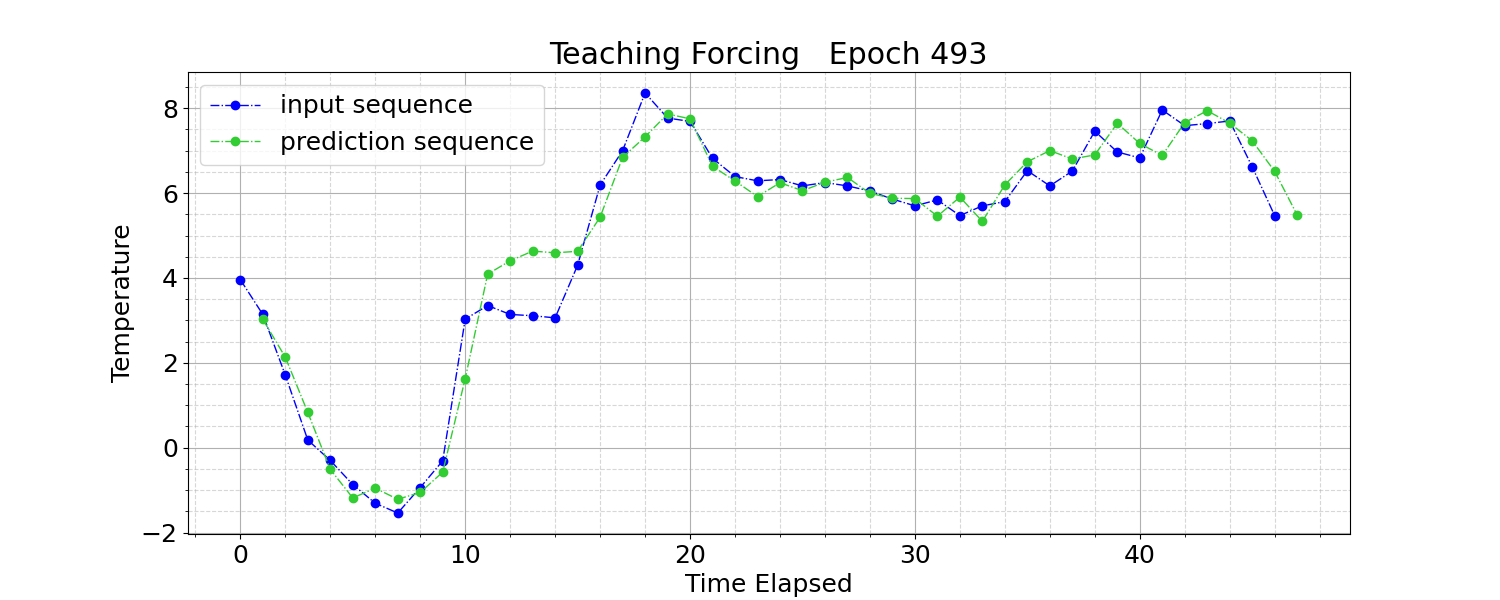 Teaching Forcing   Epoch 493
input sequence
prediction sequence
8
6
4
2
0
−2
Temperature
0 10 20 30 40
Time Elapsed